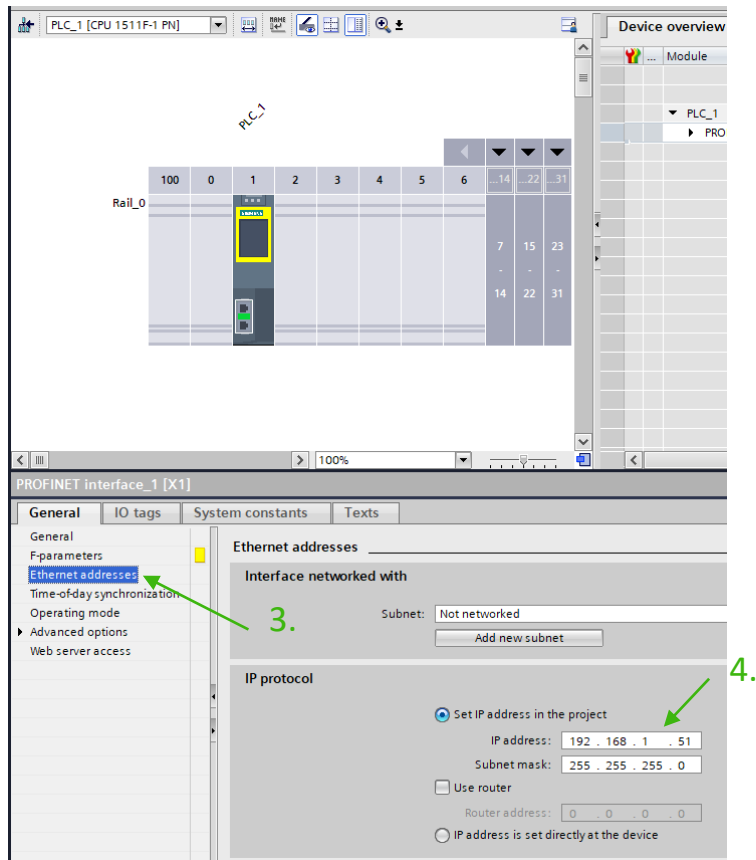 PLC_1 [CPU 1511F-1 PN]
NAME
Device overview
... Module
PLC_1
PLC_1
PRO
100 0 1 2 3 4 5 6 ...14 ...22 ...31
Rail_0
SIEMENS
7 15 23
- - -
14 22 31
100%
PROFINET interface_1 [X1]
General IO tags System constants Texts
General
F-parameters
Ethernet addresses
Time-of-day synchronization
Operating mode
Advanced options
Web server access
3.
Ethernet addresses
Interface networked with
Subnet: Not networked
Add new subnet
IP protocol
4.
Set IP address in the project
IP address: 192 . 168 . 1 . 51
Subnet mask: 255 . 255 . 255 . 0
Use router
Router address: 0 . 0 . 0 . 0
IP address is set directly at the device